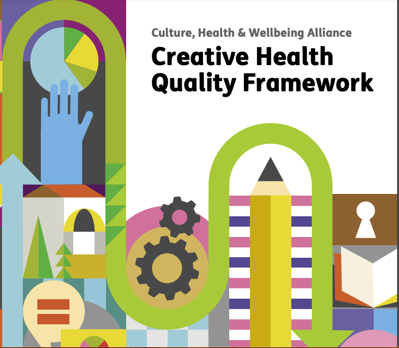 Culture, Health & Wellbeing Alliance
Creative Health
Quality Framework